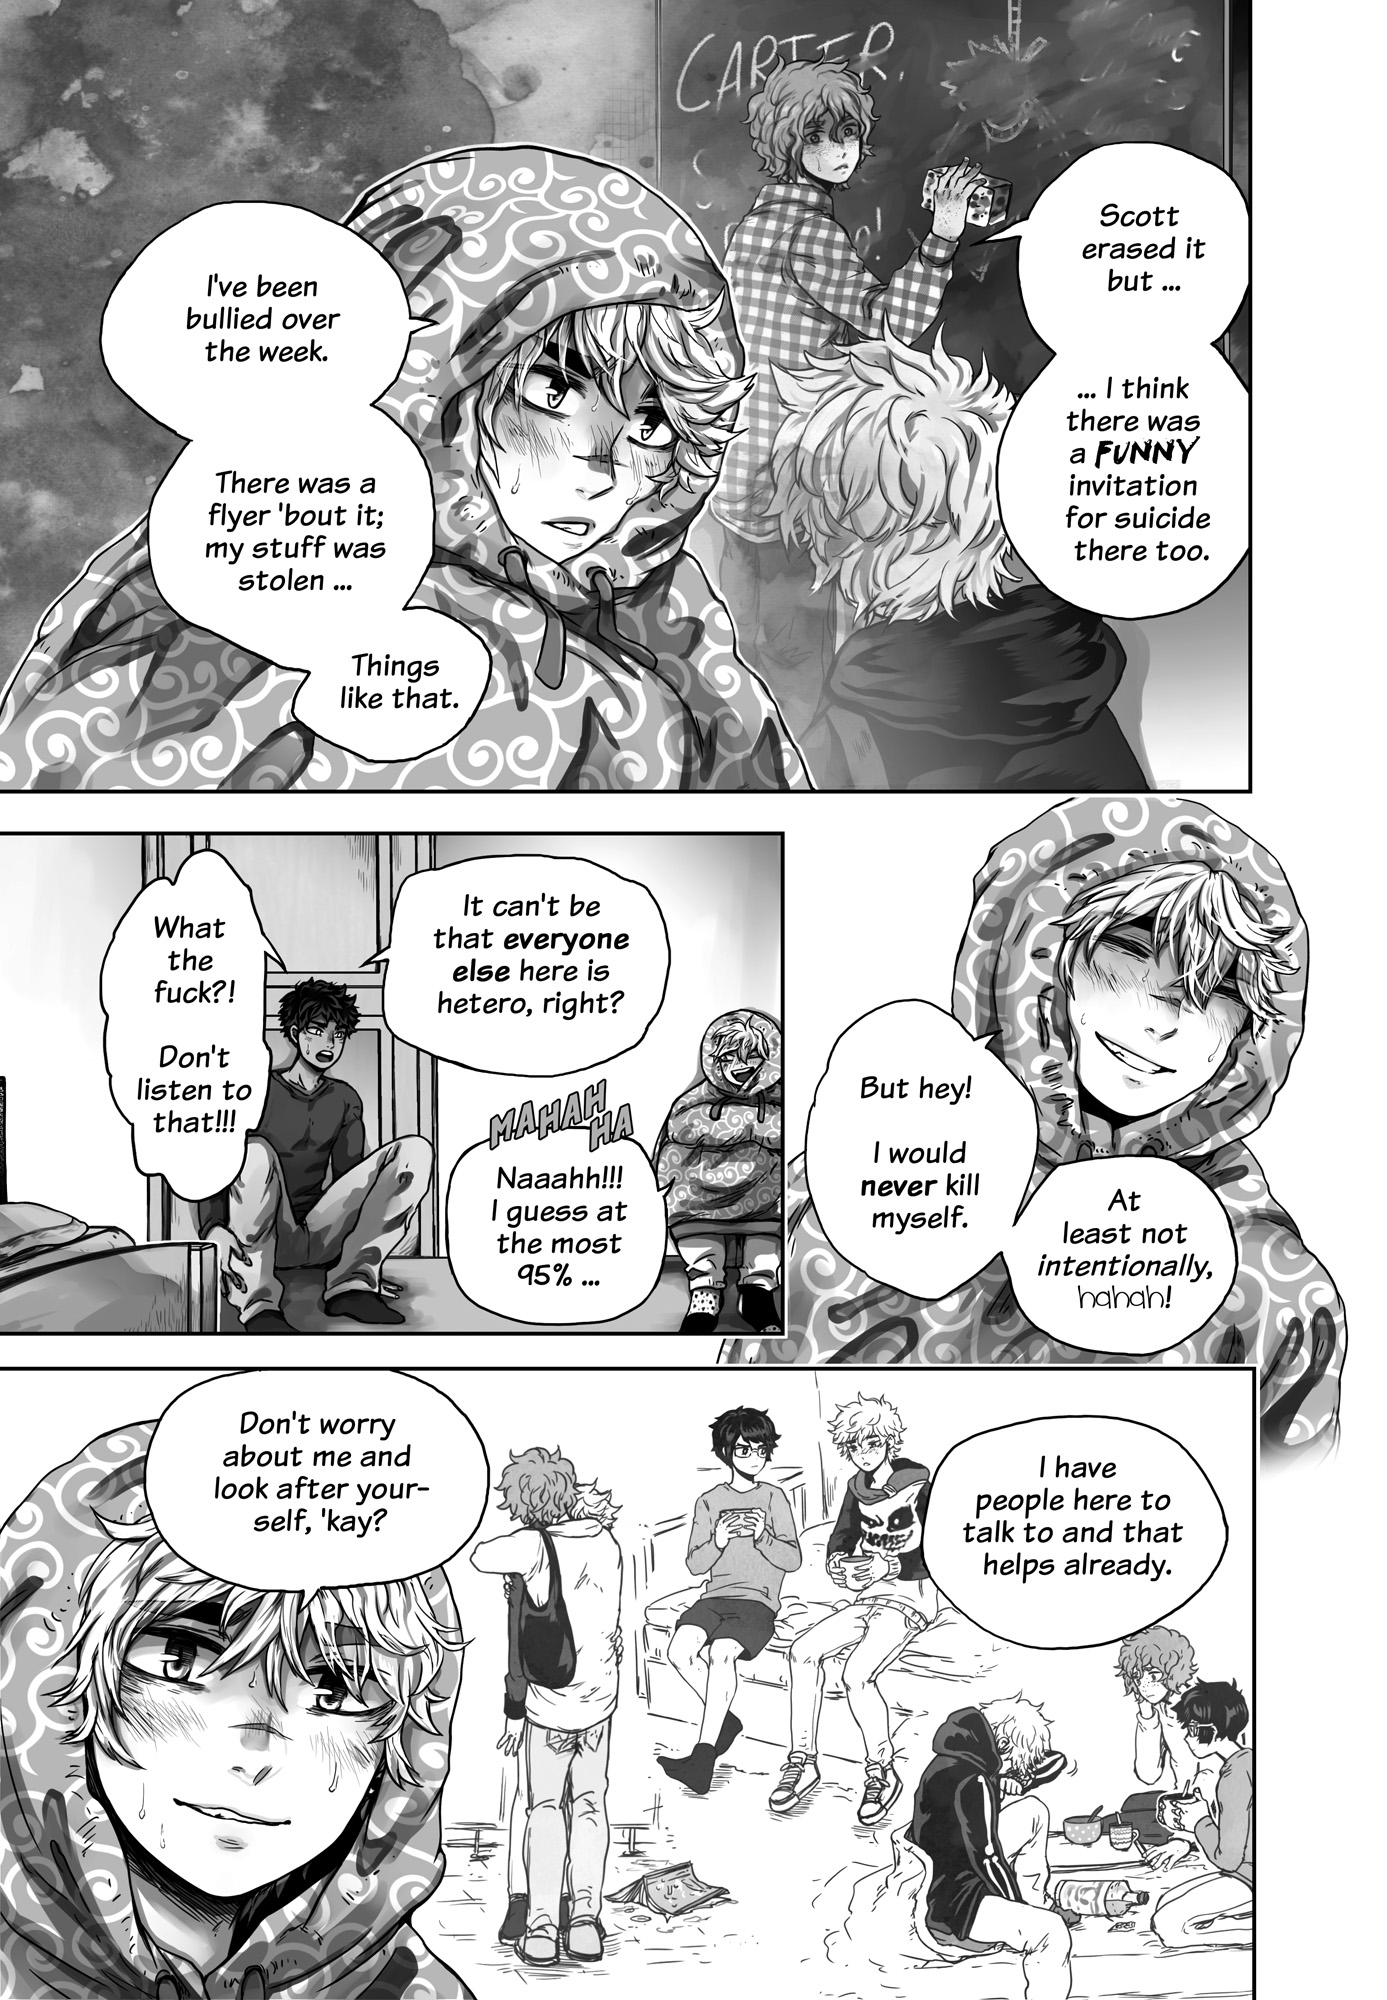 CARTER.
I've been
bullied over
the week.
There was a
flyer 'bout it;
my stuff was
stolen ...
Things
like that.
Scott
erased it
but ...
... I think
there was
a FUNNY
invitation
for suicide
there too.
What
the
fuck?!
Don't
listen to
that!!!
It can't be
that everyone
else here is
hetero, right?
MAHAH
HA
Naaahh!!!
I guess at
the most
95% ...
But hey!
I would
never kill
myself.
At
least not
intentionally,
hahah!
Don't worry
about me and
look after your-
self, 'kay?
I have
people here to
talk to and that
helps already.